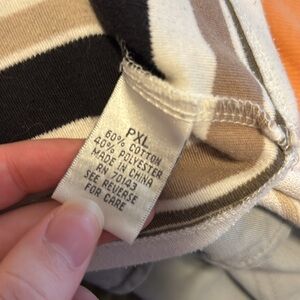 PXL
60% COTTON
40% POLYESTER
MADE IN CHINA
RN 70143
SEE REVERSE
FOR CARE